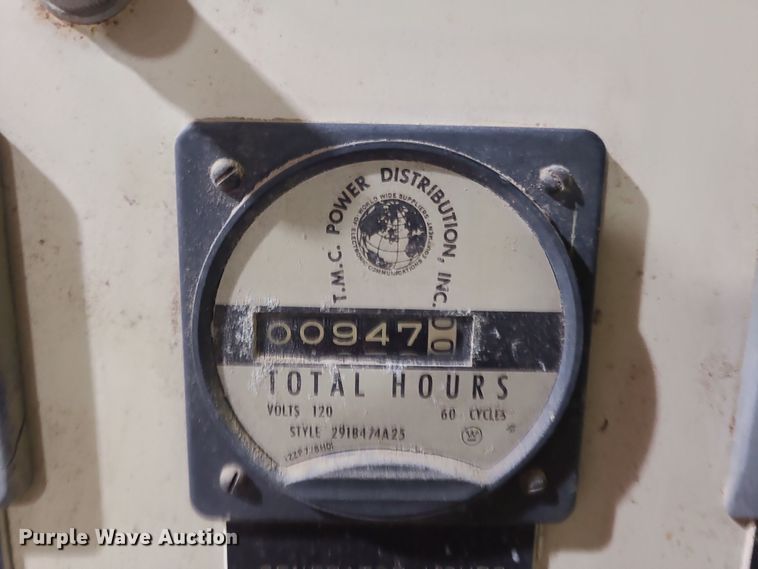 T.M.C. POWER DISTRIBUTION, INC.
00947
TOTAL HOURS
VOLTS 120 60 CYCLES
STYLE 291B474A25
Purple Wave Auction